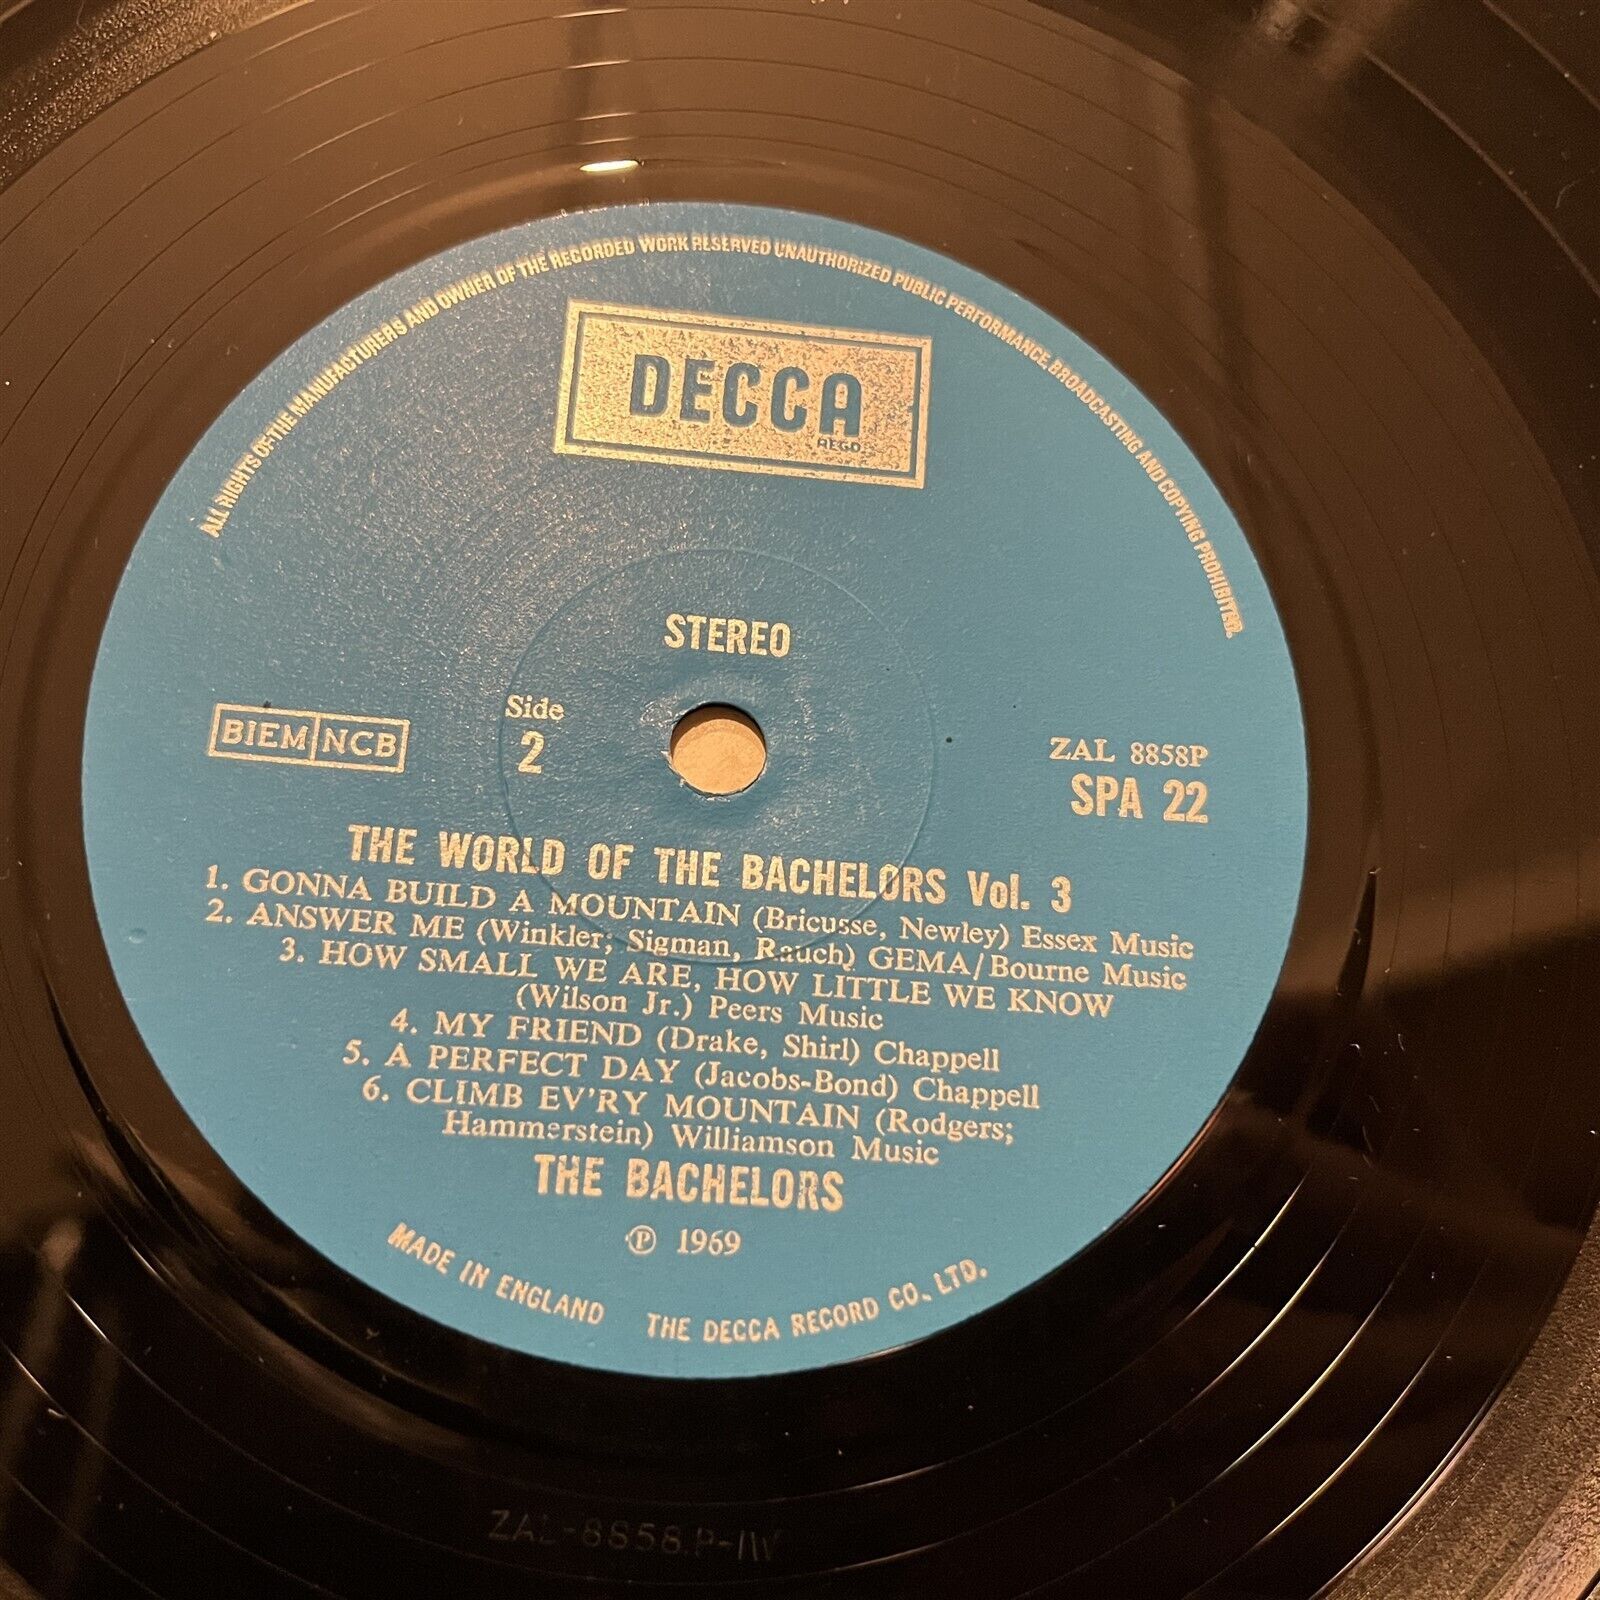 ALL RIGHTS OF THE MANUFACTURERS AND OWNER OF THE RECORDED WORK RESERVED UNAUTHORIZED PUBLIC PERFORMANCE, BROADCASTING AND COPYING PROHIBITED.
DECCA
REGD
STEREO
BIEM NCB
Side
2
ZAL 8858P
SPA 22
THE WORLD OF THE BACHELORS Vol. 3
1. GONNA BUILD A MOUNTAIN (Bricusse, Newley) Essex Music
2. ANSWER ME (Winkler; Sigman, Rauch) GEMA/Bourne Music
3. HOW SMALL WE ARE, HOW LITTLE WE KNOW
(Wilson Jr.) Peers Music
4. MY FRIEND (Drake, Shirl) Chappell
5. A PERFECT DAY (Jacobs-Bond) Chappell
6. CLIMB EV'RY MOUNTAIN (Rodgers;
Hammerstein) Williamson Music
THE BACHELORS
℗ 1969
MADE IN ENGLAND THE DECCA RECORD CO., LTD.
ZAL-8858.P-1W